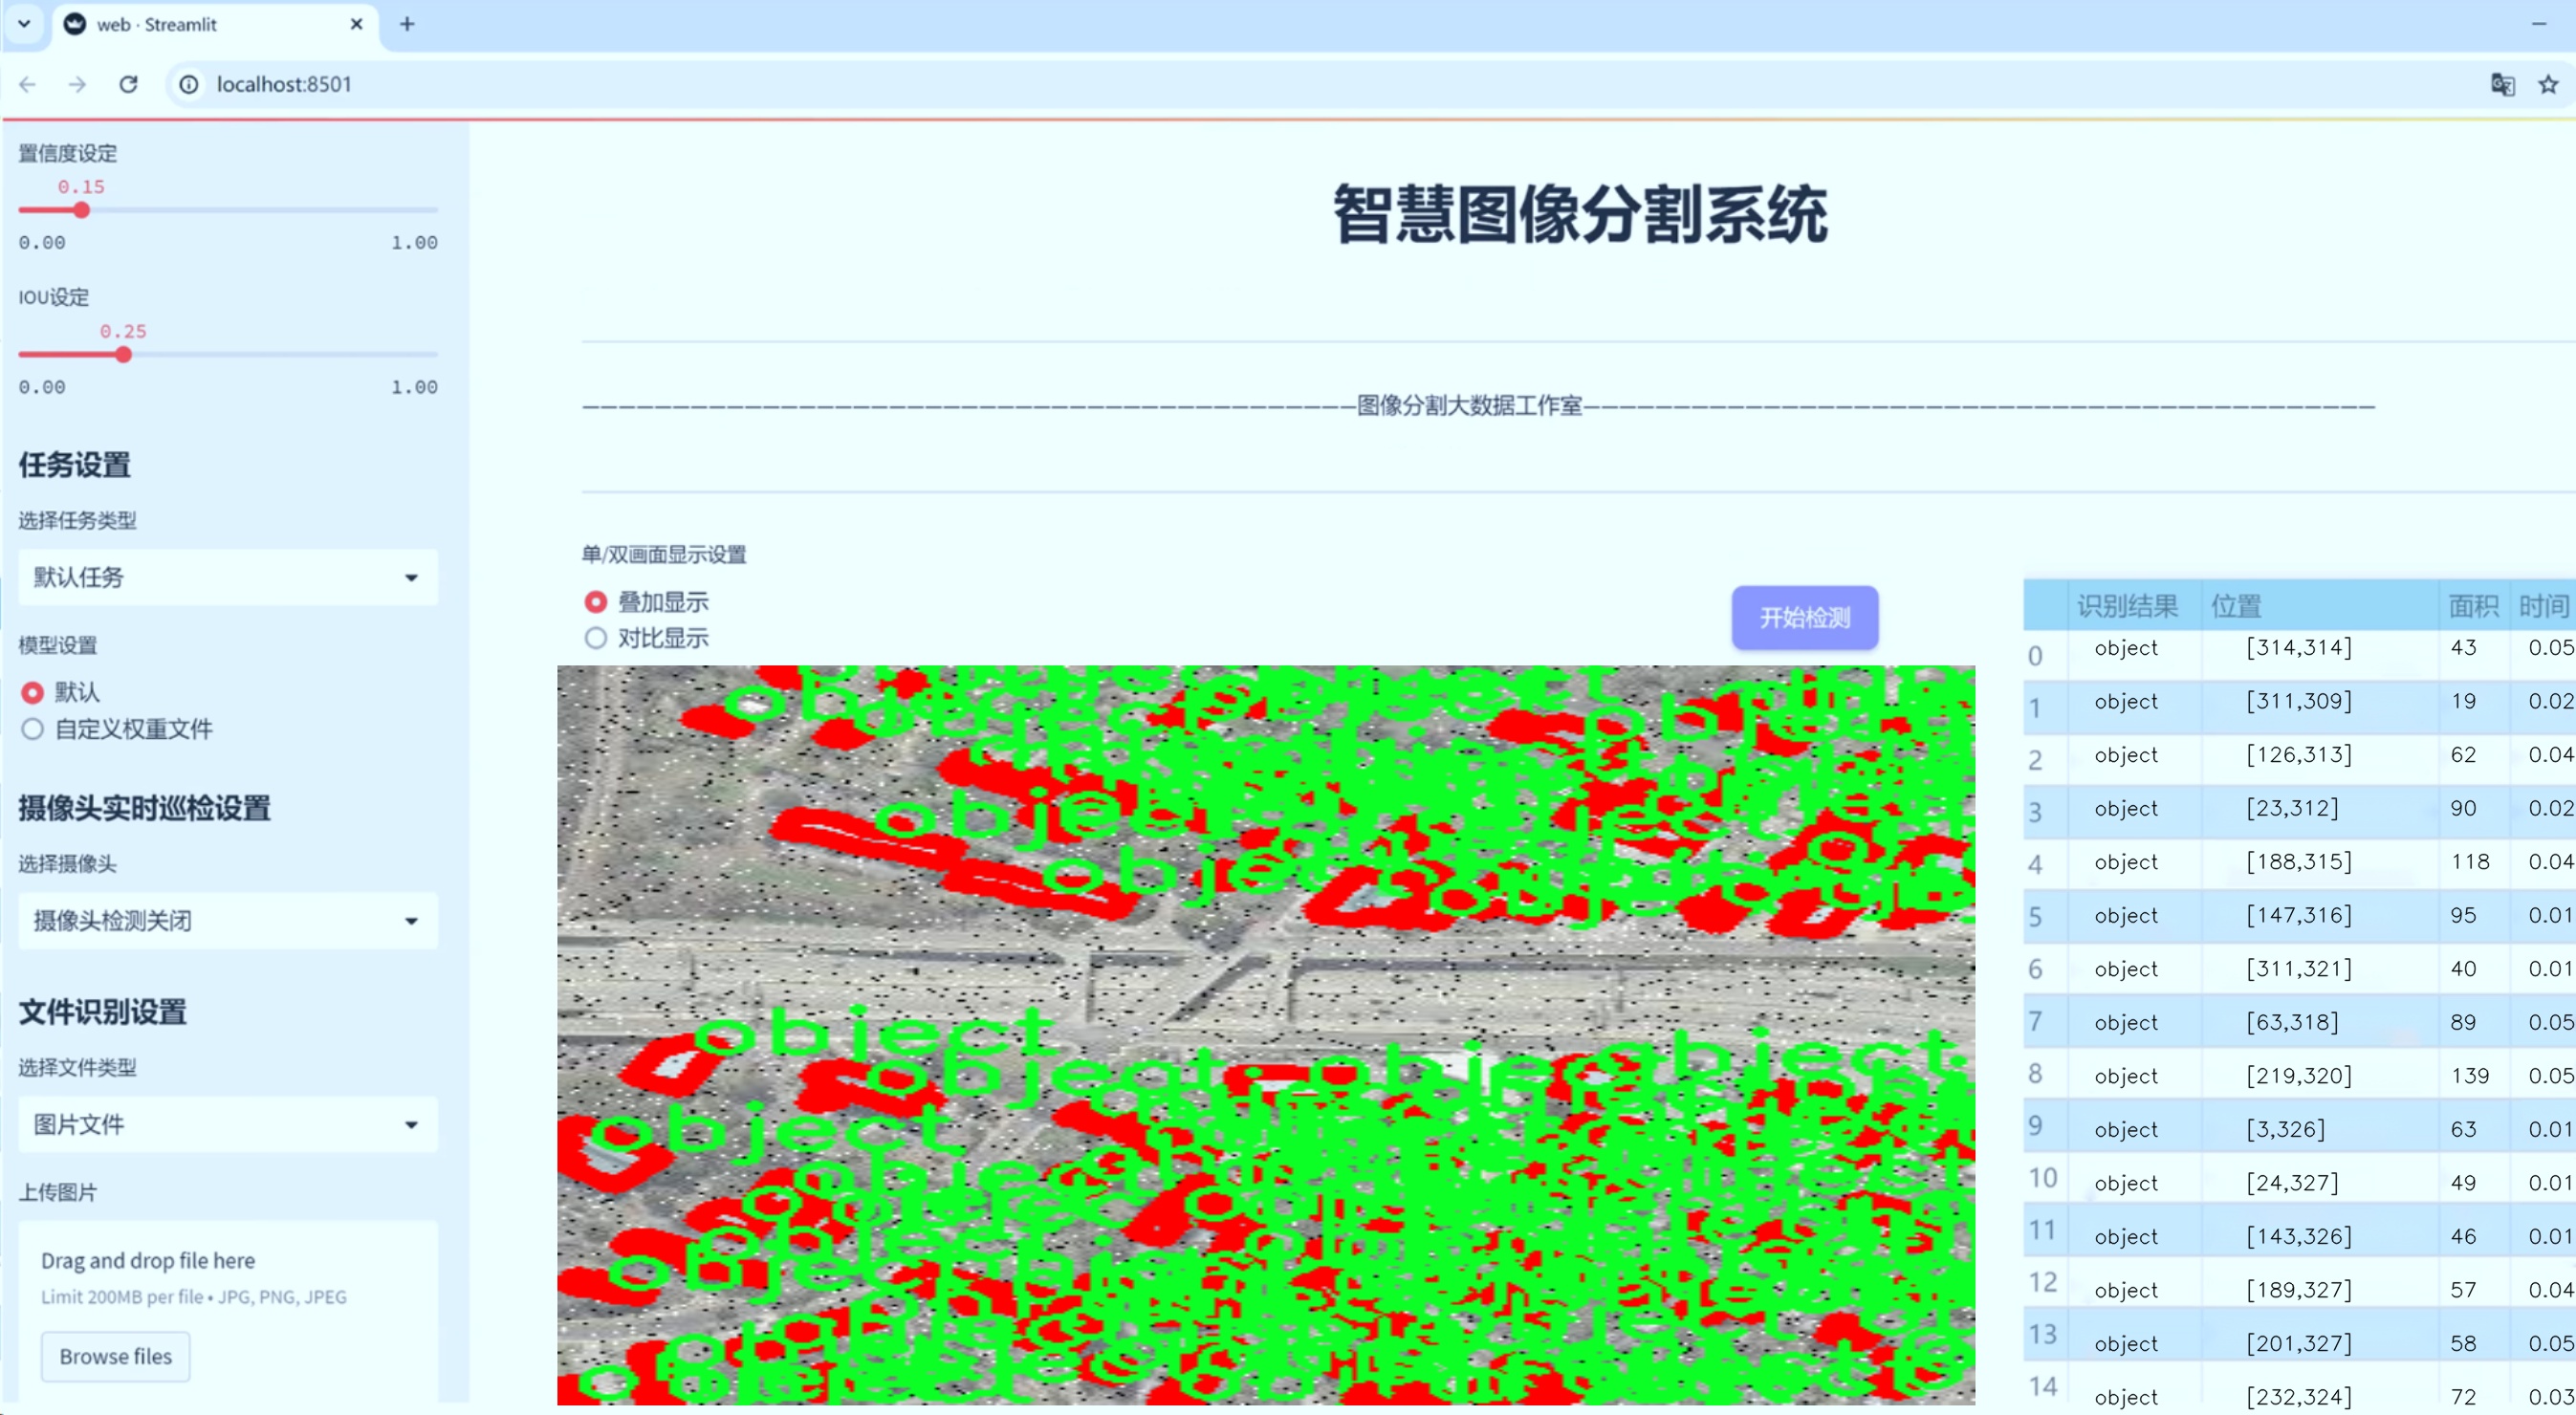 web · Streamlit
localhost:8501
置信度设定
0.15
0.00 1.00
IOU设定
0.25
0.00 1.00
任务设置
选择任务类型
默认任务
模型设置
默认
自定义权重文件
摄像头实时巡检设置
选择摄像头
摄像头检测关闭
文件识别设置
选择文件类型
图片文件
上传图片
Drag and drop file here
Limit 200MB per file • JPG, PNG, JPEG
Browse files
智慧图像分割系统
图像分割大数据工作室
单/双画面显示设置
叠加显示
对比显示
开始检测
object
object
object
object
object
识别结果 位置 面积 时间
0 object [314,314] 43 0.05
1 object [311,309] 19 0.02
2 object [126,313] 62 0.04
3 object [23,312] 90 0.02
4 object [188,315] 118 0.04
5 object [147,316] 95 0.01
6 object [311,321] 40 0.01
7 object [63,318] 89 0.05
8 object [219,320] 139 0.05
9 object [3,326] 63 0.01
10 object [24,327] 49 0.01
11 object [143,326] 46 0.01
12 object [189,327] 57 0.04
13 object [201,327] 58 0.05
14 object [232,324] 72 0.03